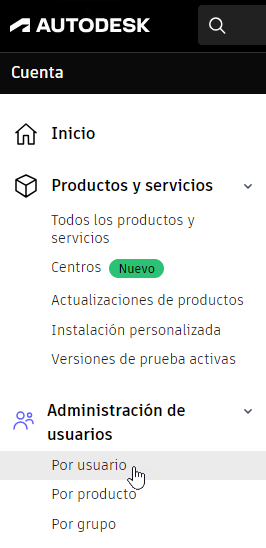 AUTODESK
Cuenta
Inicio
Productos y servicios
Todos los productos y
servicios
Centros Nuevo
Actualizaciones de productos
Instalación personalizada
Versiones de prueba activas
Administración de
usuarios
Por usuario
Por producto
Por grupo